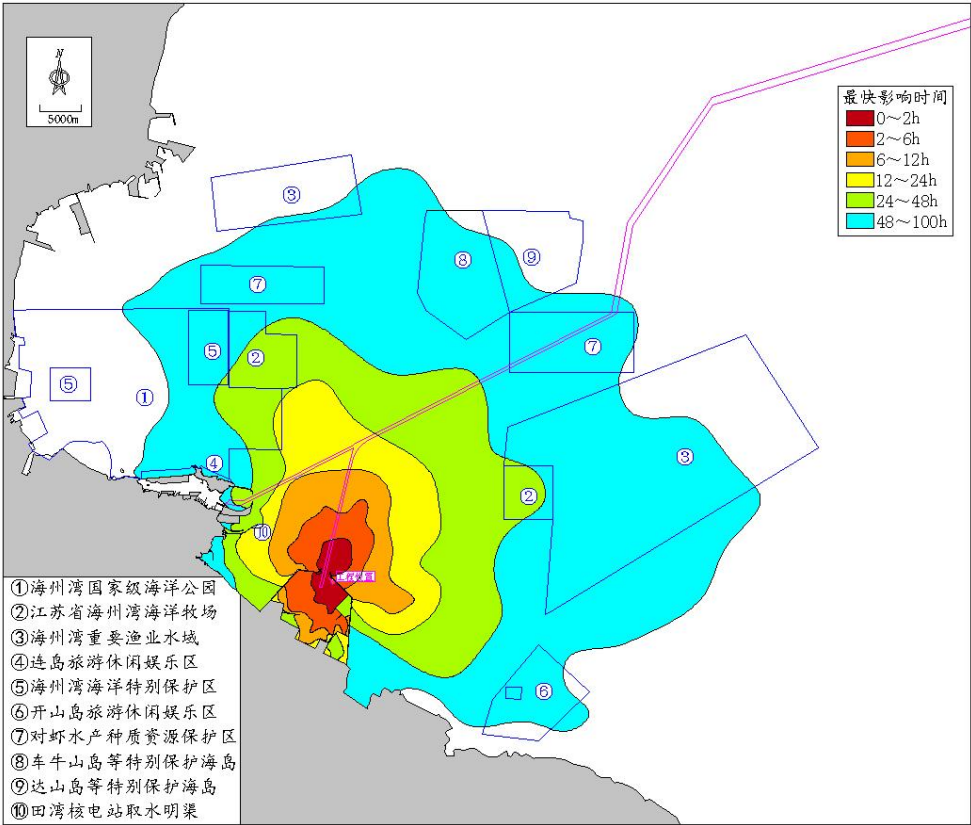 N
5000m
最快影响时间
0～2h
2～6h
6～12h
12～24h
24～48h
48～100h
③
⑧
⑨
⑦
⑦
⑤
②
⑤
①
③
④
②
⑩
工程位置
⑥
①海州湾国家级海洋公园
②江苏省海州湾海洋牧场
③海州湾重要渔业水域
④连岛旅游休闲娱乐区
⑤海州湾海洋特别保护区
⑥开山岛旅游休闲娱乐区
⑦对虾水产种质资源保护区
⑧车牛山岛等特别保护海岛
⑨达山岛等特别保护海岛
⑩田湾核电站取水明渠